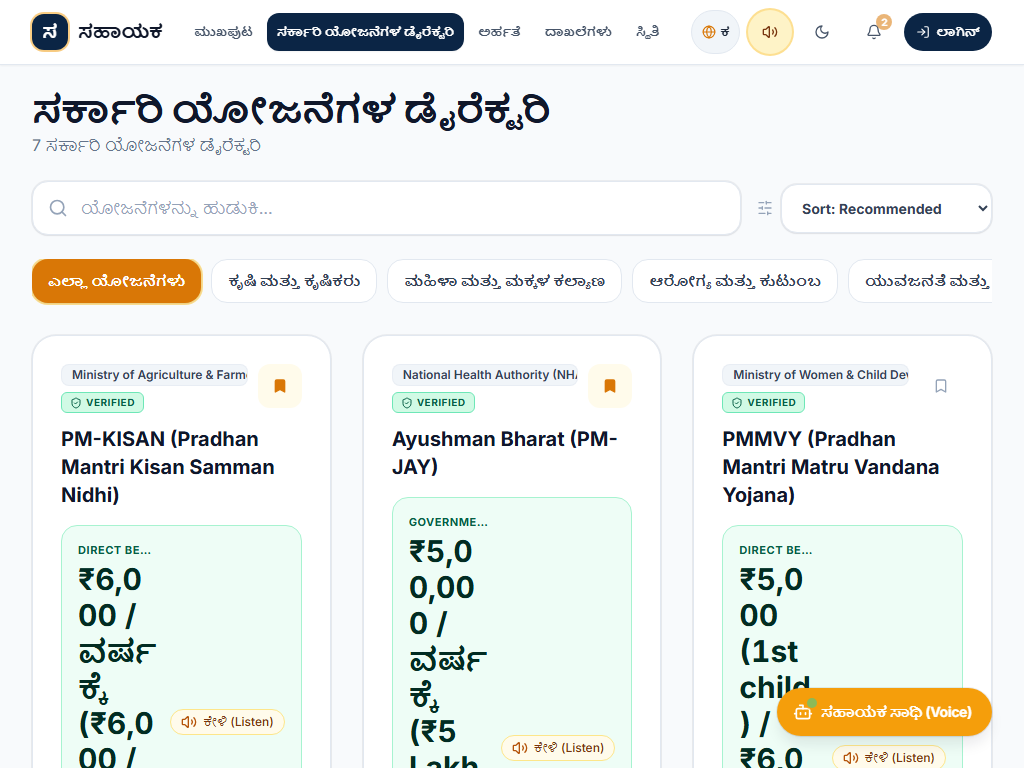 ಸ ಸಹಾಯಕ ಮುಖಪುಟ ಸರ್ಕಾರಿ ಯೋಜನೆಗಳ ಡೈರೆಕ್ಟರಿ ಅರ್ಹತೆ ದಾಖಲೆಗಳು ಸ್ಥಿತಿ ಕ 2 ಲಾಗಿನ್
ಸರ್ಕಾರಿ ಯೋಜನೆಗಳ ಡೈರೆಕ್ಟರಿ
7 ಸರ್ಕಾರಿ ಯೋಜನೆಗಳ ಡೈರೆಕ್ಟರಿ
ಯೋಜನೆಗಳನ್ನು ಹುಡುಕಿ...
Sort: Recommended
ಎಲ್ಲಾ ಯೋಜನೆಗಳು ಕೃಷಿ ಮತ್ತು ಕೃಷಿಕರು ಮಹಿಳಾ ಮತ್ತು ಮಕ್ಕಳ ಕಲ್ಯಾಣ ಆರೋಗ್ಯ ಮತ್ತು ಕುಟುಂಬ ಯುವಜನತೆ ಮತ್ತು
Ministry of Agriculture & Farm
VERIFIED
PM-KISAN (Pradhan
Mantri Kisan Samman
Nidhi)
DIRECT BE...
₹6,0
00 /
ವರ್ಷ
ಕ್ಕೆ
(₹6,0
00 /
ಕೇಳಿ (Listen)
National Health Authority (NHA
VERIFIED
Ayushman Bharat (PM-
JAY)
GOVERNME...
₹5,0
0,00
0 /
ವರ್ಷ
ಕ್ಕೆ
(₹5
Lakh
ಕೇಳಿ (Listen)
Ministry of Women & Child Dev
VERIFIED
PMMVY (Pradhan
Mantri Matru Vandana
Yojana)
DIRECT BE...
₹5,0
00
(1st
child
) /
₹6,0
ಕೇಳಿ (Listen)
ಸಹಾಯಕ ಸಾಥಿ (Voice)